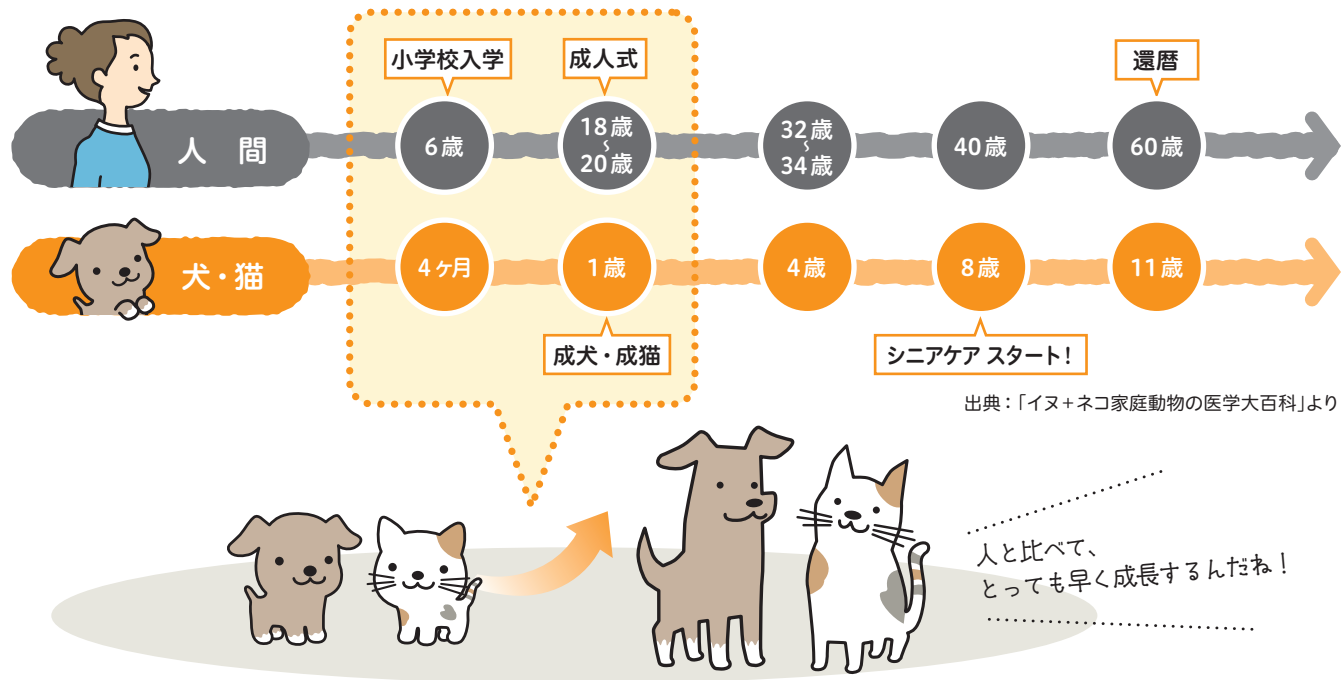 小学校入学
成人式
還暦
人 間
6歳
18歳
〜
20歳
32歳
〜
34歳
40歳
60歳
犬・猫
4ヶ月
1歳
4歳
8歳
11歳
成犬・成猫
シニアケア スタート!
出典:「イヌ+ネコ家庭動物の医学大百科」より
人と比べて、
とっても早く成長するんだね!